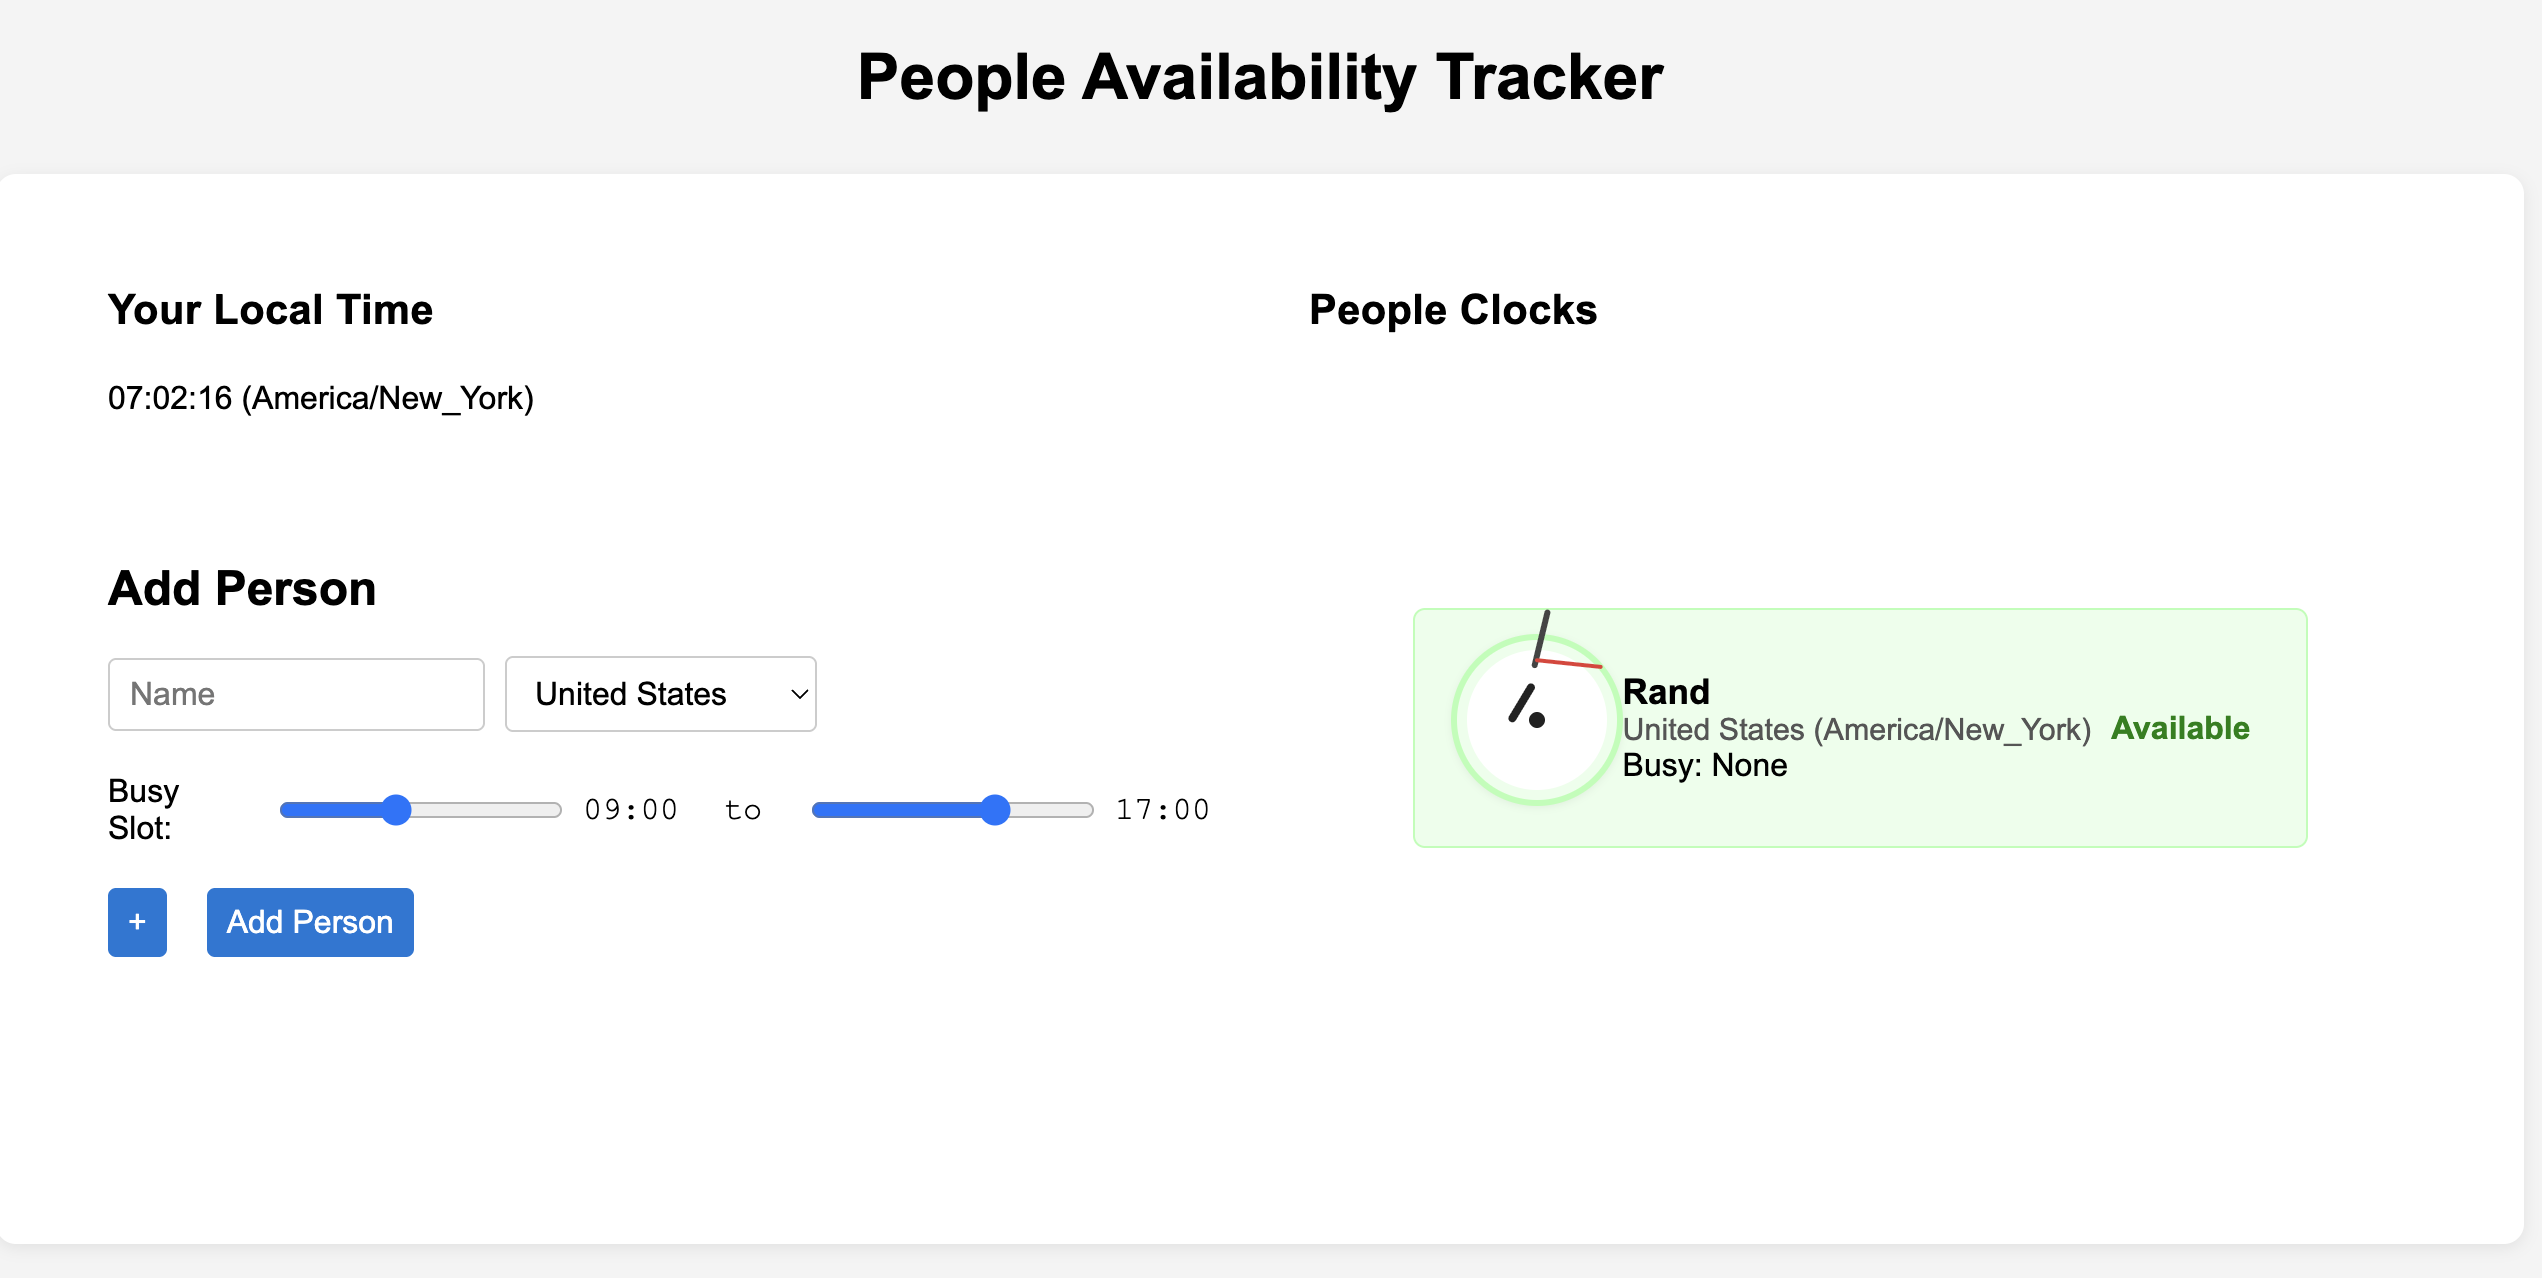 People Availability Tracker
Your Local Time
07:02:16 (America/New_York)
Add Person
Name
United States
Busy
Slot:
09:00
to
17:00
+
Add Person
People Clocks
Rand
United States (America/New_York)
Available
Busy: None